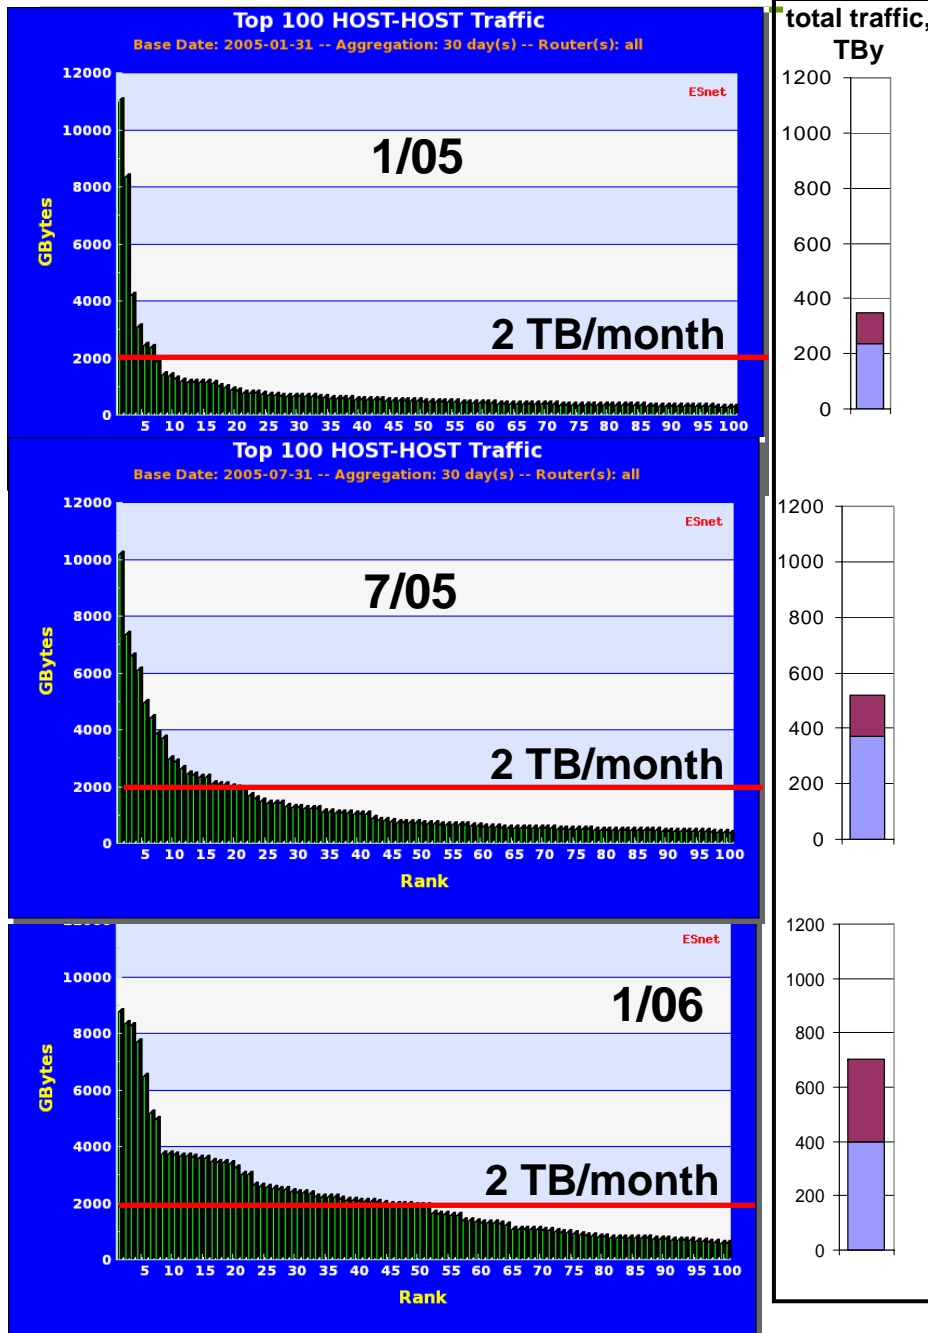 Top 100 HOST-HOST Traffic
Base Date: 2005-01-31 -- Aggregation: 30 day(s) -- Router(s): all
12000
10000
8000
6000
4000
2000
0
GBytes
ESnet
1/05
2 TB/month
5 10 15 20 25 30 35 40 45 50 55 60 65 70 75 80 85 90 95 100
total traffic,
TBy
1200
1000
800
600
400
200
0
Top 100 HOST-HOST Traffic
Base Date: 2005-07-31 -- Aggregation: 30 day(s) -- Router(s): all
12000
10000
8000
6000
4000
2000
0
GBytes
ESnet
7/05
2 TB/month
5 10 15 20 25 30 35 40 45 50 55 60 65 70 75 80 85 90 95 100
Rank
1200
1000
800
600
400
200
0
10000
8000
6000
4000
2000
0
GBytes
ESnet
1/06
2 TB/month
5 10 15 20 25 30 35 40 45 50 55 60 65 70 75 80 85 90 95 100
Rank
1200
1000
800
600
400
200
0